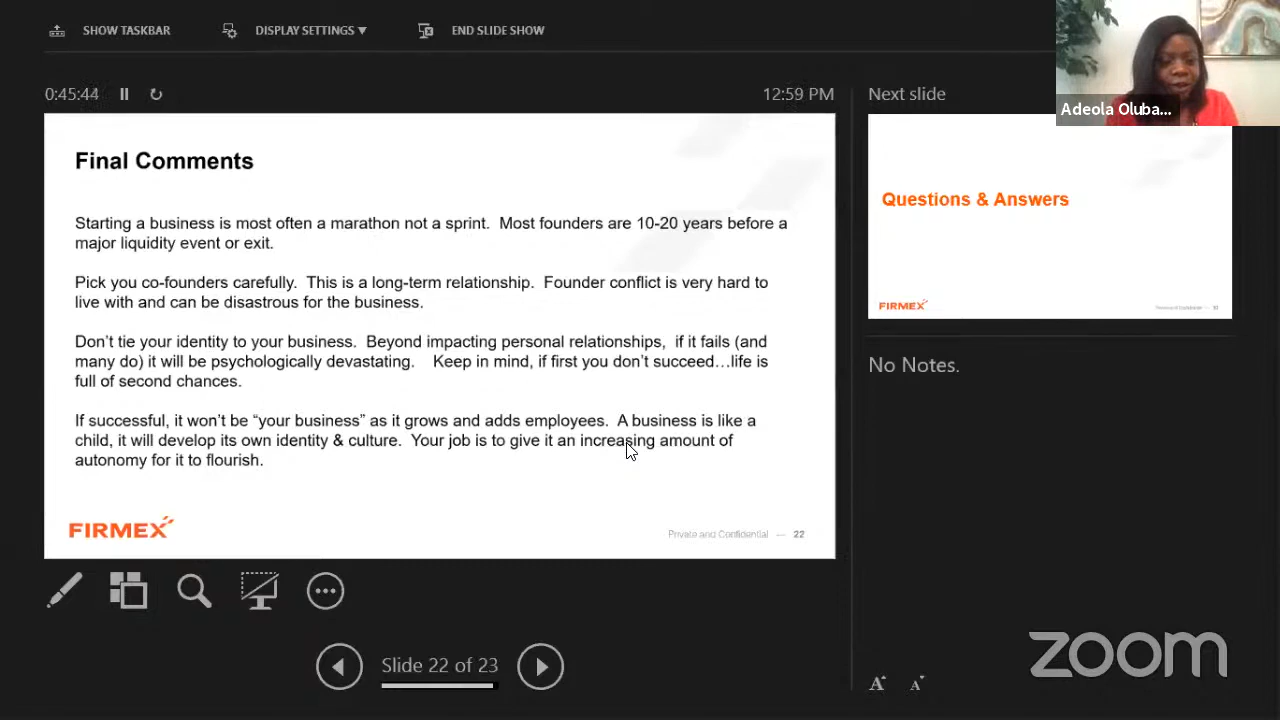 SHOW TASKBAR
DISPLAY SETTINGS ▼
END SLIDE SHOW
Adeola Oluba...
0:45:44
12:59 PM
Next slide
Final Comments
Starting a business is most often a marathon not a sprint.  Most founders are 10-20 years before a
major liquidity event or exit.
Pick you co-founders carefully.  This is a long-term relationship.  Founder conflict is very hard to
live with and can be disastrous for the business.
Don't tie your identity to your business.  Beyond impacting personal relationships,  if it fails (and
many do) it will be psychologically devastating.    Keep in mind, if first you don't succeed…life is
full of second chances.
If successful, it won't be “your business” as it grows and adds employees.  A business is like a
child, it will develop its own identity & culture.  Your job is to give it an increasing amount of
autonomy for it to flourish.
FIRMEX
Private and Confidential — 22
Questions & Answers
FIRMEX
No Notes.
Slide 22 of 23
A
A
zoom